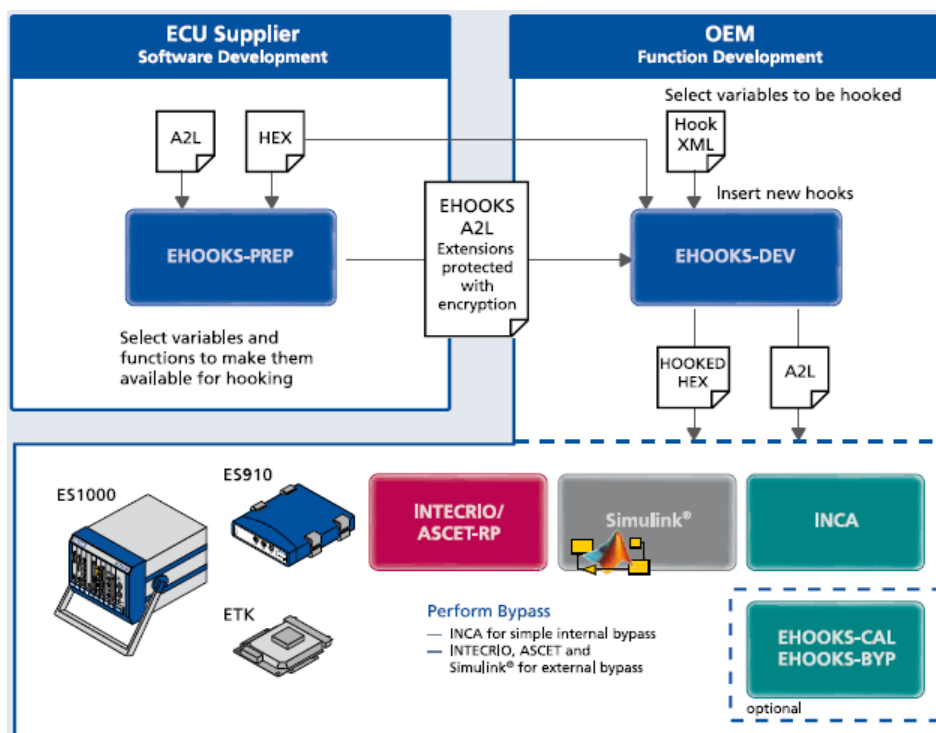 ECU Supplier
Software Development
OEM
Function Development
Select variables to be hooked
A2L
HEX
Hook
XML
Insert new hooks
EHOOKS-PREP
EHOOKS
A2L
Extensions
protected
with
encryption
EHOOKS-DEV
Select variables and
functions to make them
available for hooking
HOOKED
HEX
A2L
ES1000
ES910
ETK
INTECRIO/
ASCET-RP
Simulink®
INCA
Perform Bypass
— INCA for simple internal bypass
— INTECRIO, ASCET and
Simulink® for external bypass
EHOOKS-CAL
EHOOKS-BYP
optional